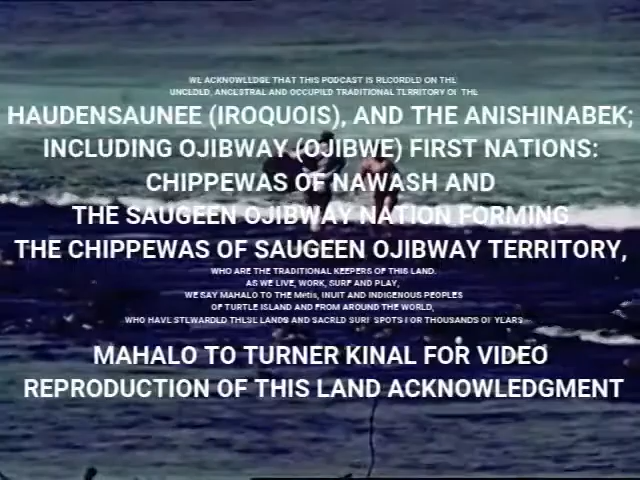 WE ACKNOWLEDGE THAT THIS PODCAST IS RECORDED ON THE
UNCEDED, ANCESTRAL AND OCCUPIED TRADITIONAL TERRITORY OF THE
HAUDENSAUNEE (IROQUOIS), AND THE ANISHINABEK;
INCLUDING OJIBWAY (OJIBWE) FIRST NATIONS:
CHIPPEWAS OF NAWASH AND
THE SAUGEEN OJIBWAY NATION FORMING
THE CHIPPEWAS OF SAUGEEN OJIBWAY TERRITORY,
WHO ARE THE TRADITIONAL KEEPERS OF THIS LAND.
AS WE LIVE, WORK, SURF AND PLAY,
WE SAY MAHALO TO THE Metis, INUIT AND INDIGENOUS PEOPLES
OF TURTLE ISLAND AND FROM AROUND THE WORLD,
WHO HAVE STEWARDED THESE LANDS AND SACRED SURF SPOTS FOR THOUSANDS OF YEARS
MAHALO TO TURNER KINAL FOR VIDEO
REPRODUCTION OF THIS LAND ACKNOWLEDGMENT